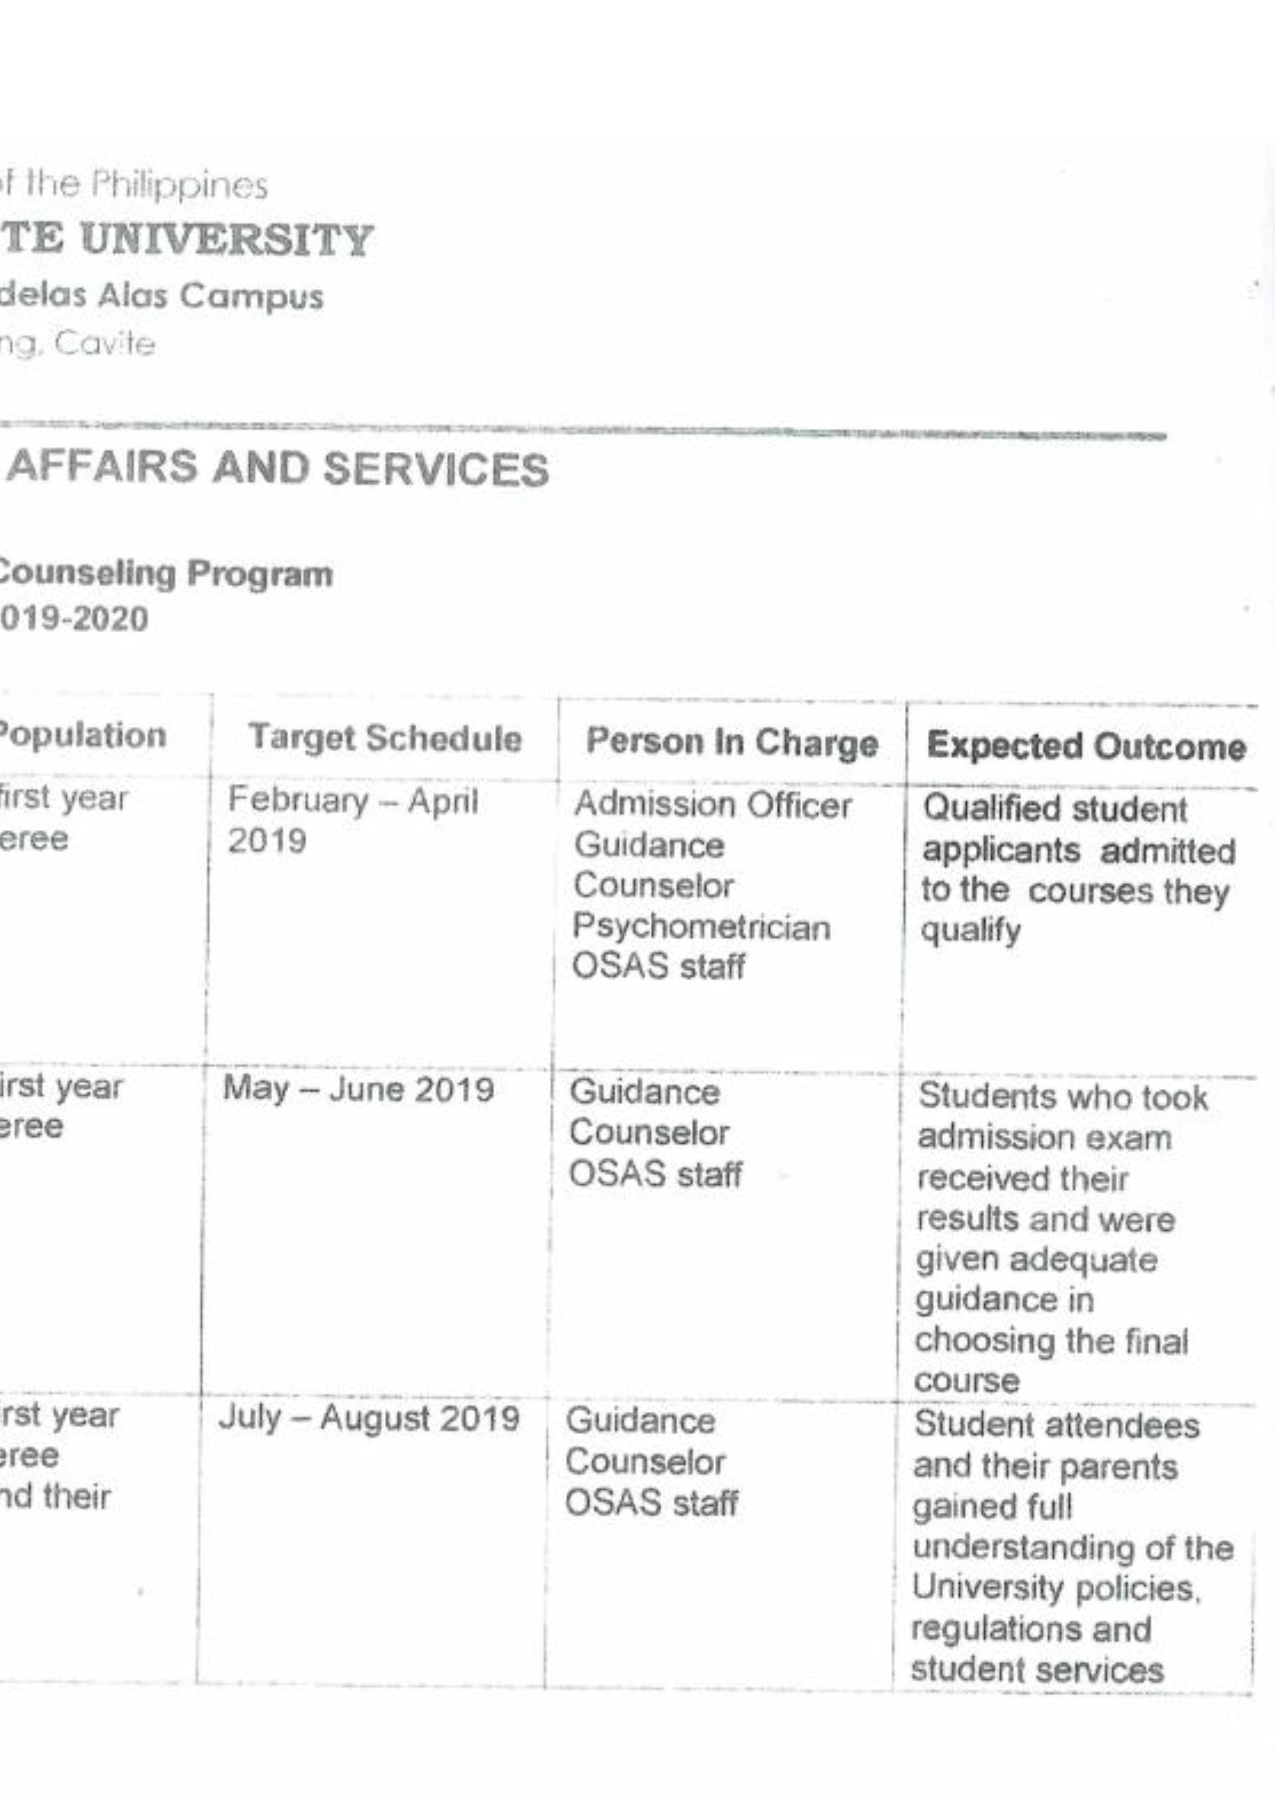 of the Philippines
TE UNIVERSITY
delas Alas Campus
ng, Cavite
AFFAIRS AND SERVICES
Counseling Program
019-2020
Population
Target Schedule
Person In Charge
Expected Outcome
first year
eree
February – April
2019
Admission Officer
Guidance
Counselor
Psychometrician
OSAS staff
Qualified student
applicants admitted
to the courses they
qualify
irst year
eree
May – June 2019
Guidance
Counselor
OSAS staff
Students who took
admission exam
received their
results and were
given adequate
guidance in
choosing the final
course
rst year
eree
nd their
July – August 2019
Guidance
Counselor
OSAS staff
Student attendees
and their parents
gained full
understanding of the
University policies,
regulations and
student services